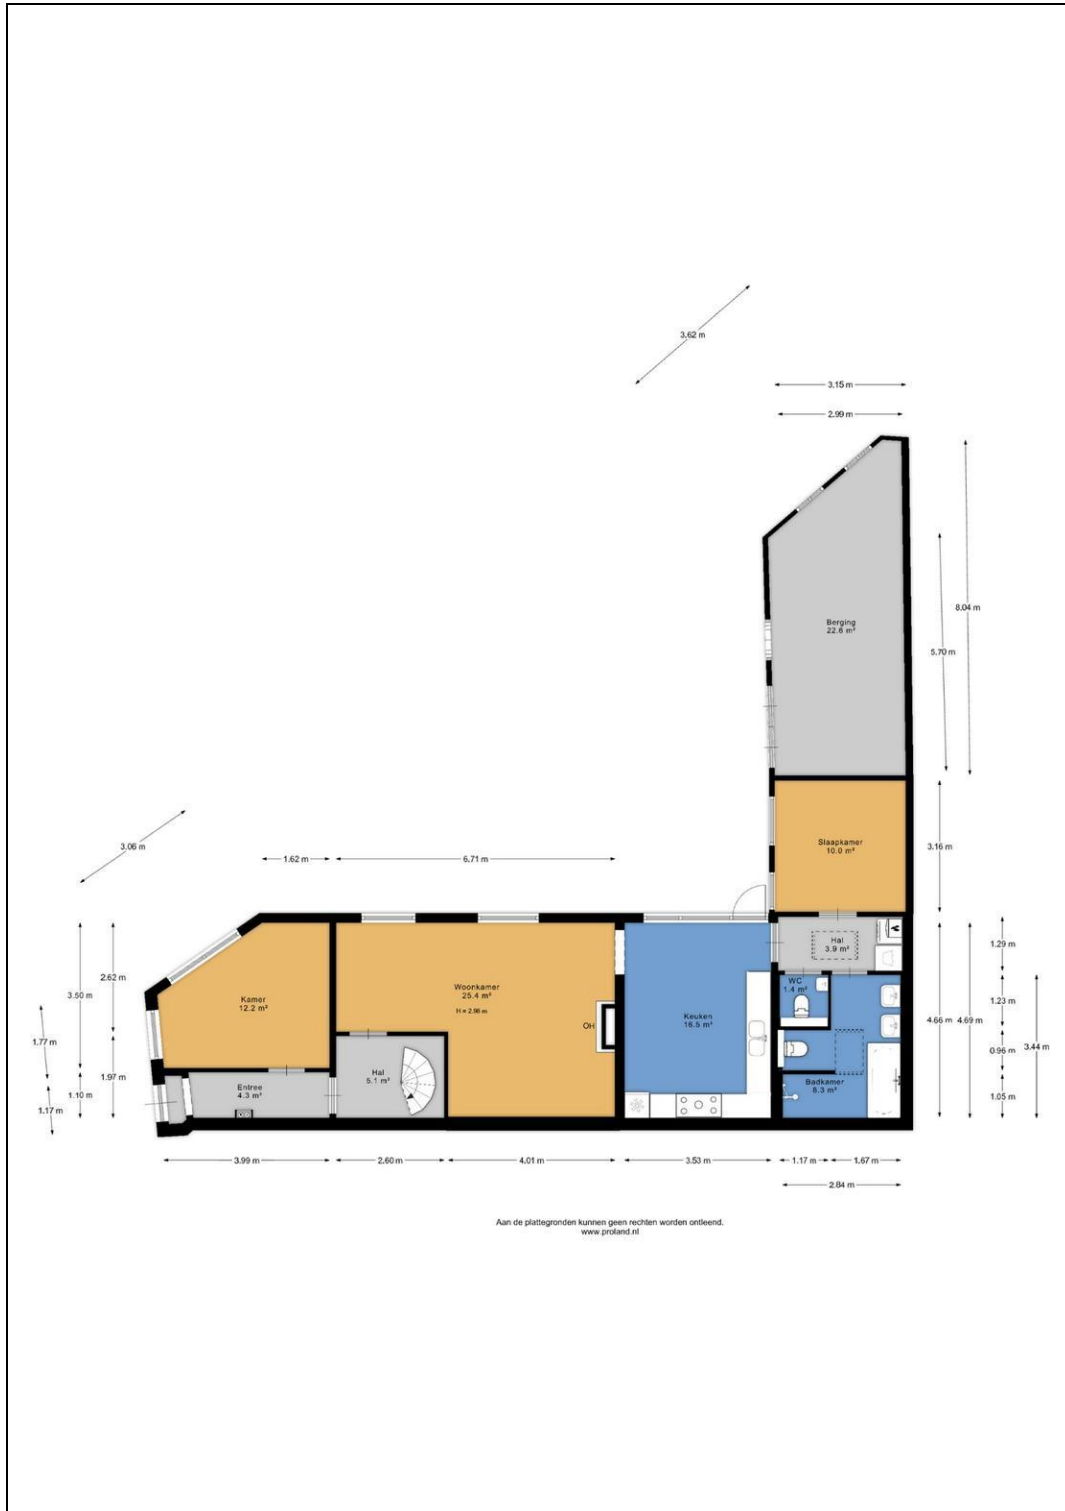 3.62 m
3.15 m
2.99 m
8.04 m
Berging
22.6 m²
5.70 m
3.06 m
1.62 m
6.71 m
Slaapkamer
10.0 m²
3.16 m
Hal
3.9 m²
1.29 m
2.62 m
3.50 m
Kamer
12.2 m²
Woonkamer
25.4 m²
H = 2.96 m
OH
Keuken
16.5 m²
WC
1.4 m²
1.23 m
4.66 m
4.69 m
3.44 m
1.77 m
1.97 m
0.96 m
Hal
5.1 m²
Entree
4.3 m²
Badkamer
8.3 m²
1.10 m
1.17 m
1.05 m
3.99 m
2.60 m
4.01 m
3.53 m
1.17 m
1.67 m
2.84 m
Aan de plattegronden kunnen geen rechten worden ontleend.
www.proland.nl